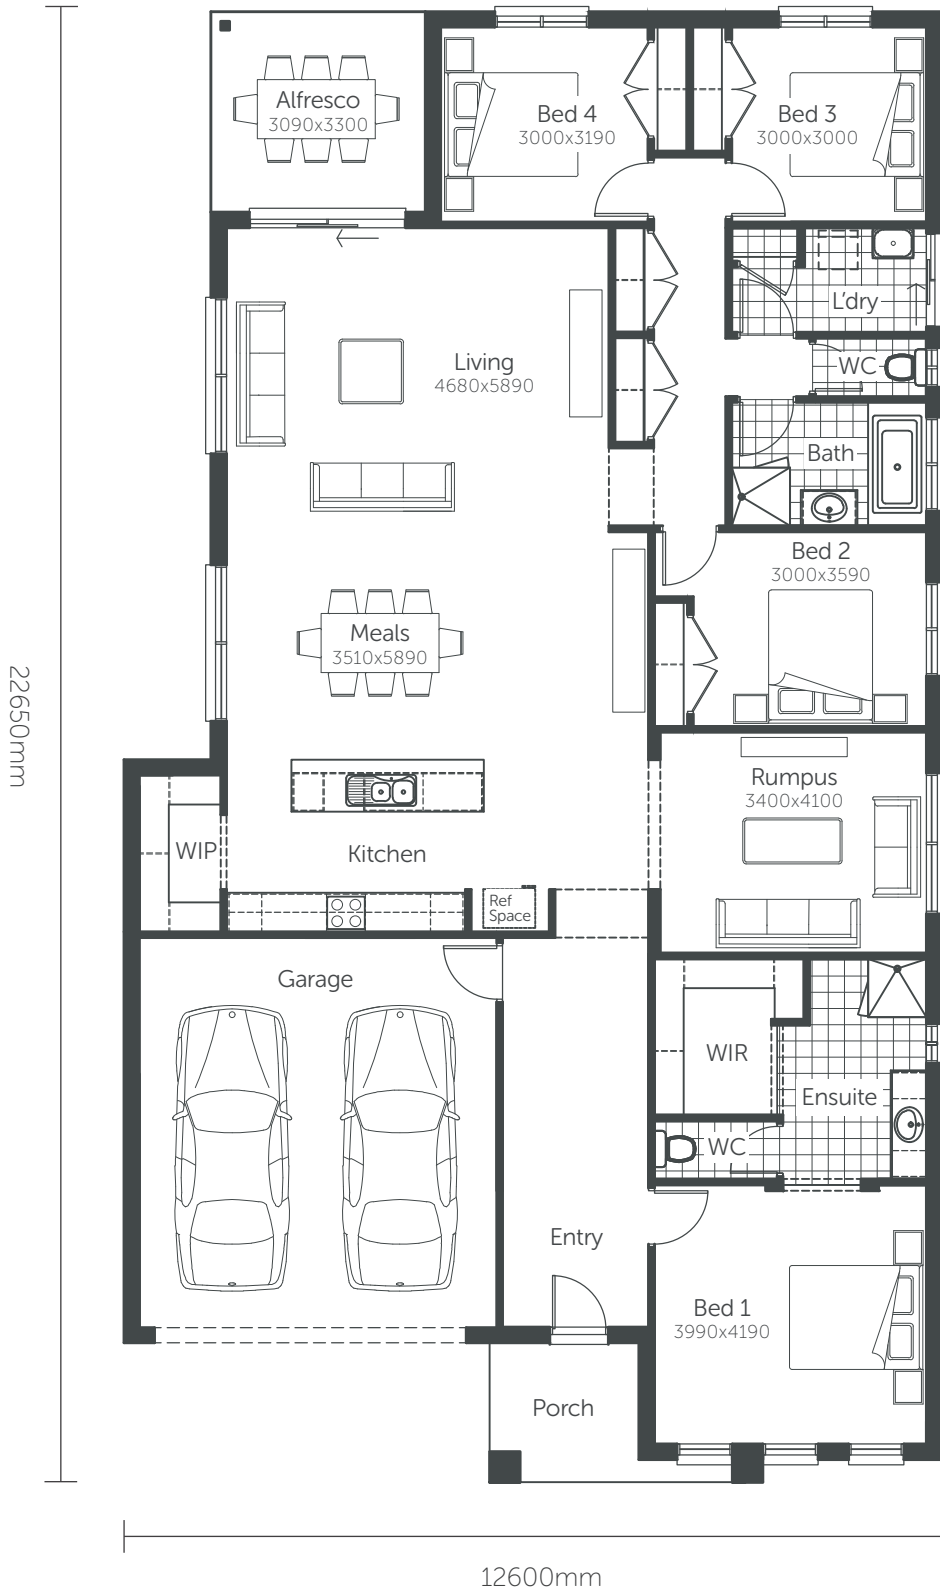 Alfresco
3090x3300
Bed 4
3000x3190
Bed 3
3000x3000
L'dry
Living
4680x5890
WC
Bath
Bed 2
3000x3590
Meals
3510x5890
22650mm
Rumpus
3400x4100
WIP
Kitchen
Ref
Space
Garage
WIR
Ensuite
WC
Entry
Bed 1
3990x4190
Porch
12600mm